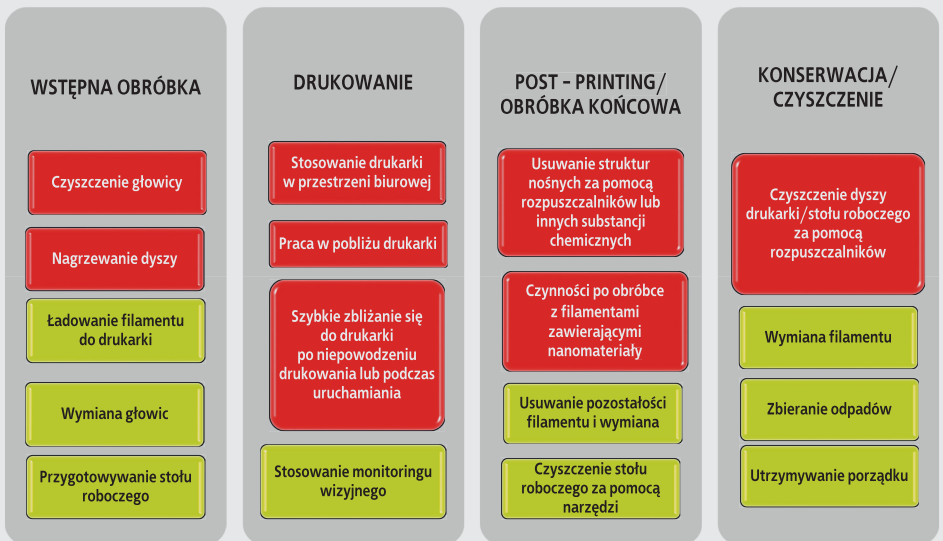 WSTĘPNA OBRÓBKA
Czyszczenie głowicy
Nagrzewanie dyszy
Ładowanie filamentu
do drukarki
Wymiana głowic
Przygotowywanie stołu
roboczego
DRUKOWANIE
Stosowanie drukarki
w przestrzeni biurowej
Praca w pobliżu drukarki
Szybkie zbliżanie się
do drukarki
po niepowodzeniu
drukowania lub podczas
uruchamiania
Stosowanie monitoringu
wizyjnego
POST – PRINTING/
OBRÓBKA KOŃCOWA
Usuwanie struktur
nośnych za pomocą
rozpuszczalników lub
innych substancji
chemicznych
Czynności po obróbce
z filamentami
zawierającymi
nanomateriały
Usuwanie pozostałości
filamentu i wymiana
Czyszczenie stołu
roboczego za pomocą
narzędzi
KONSERWACJA/
CZYSZCZENIE
Czyszczenie dyszy
drukarki/stołu roboczego
za pomocą
rozpuszczalników
Wymiana filamentu
Zbieranie odpadów
Utrzymywanie porządku